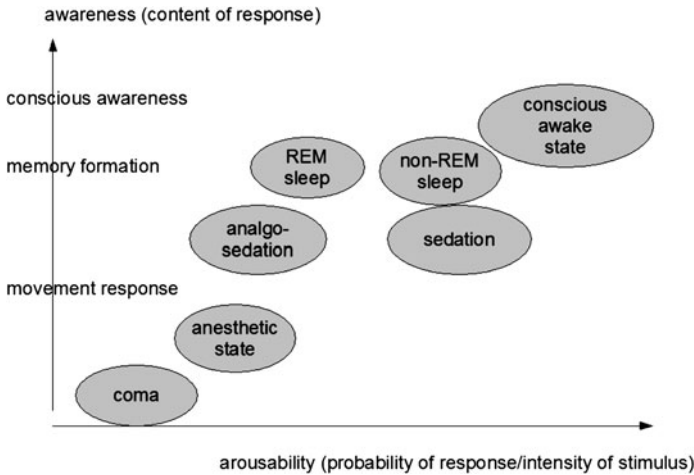 awareness (content of response)
conscious awareness
conscious
awake
state
memory formation
REM
sleep
non-REM
sleep
analgo-
sedation
sedation
movement response
anesthetic
state
coma
arousability (probability of response/intensity of stimulus)